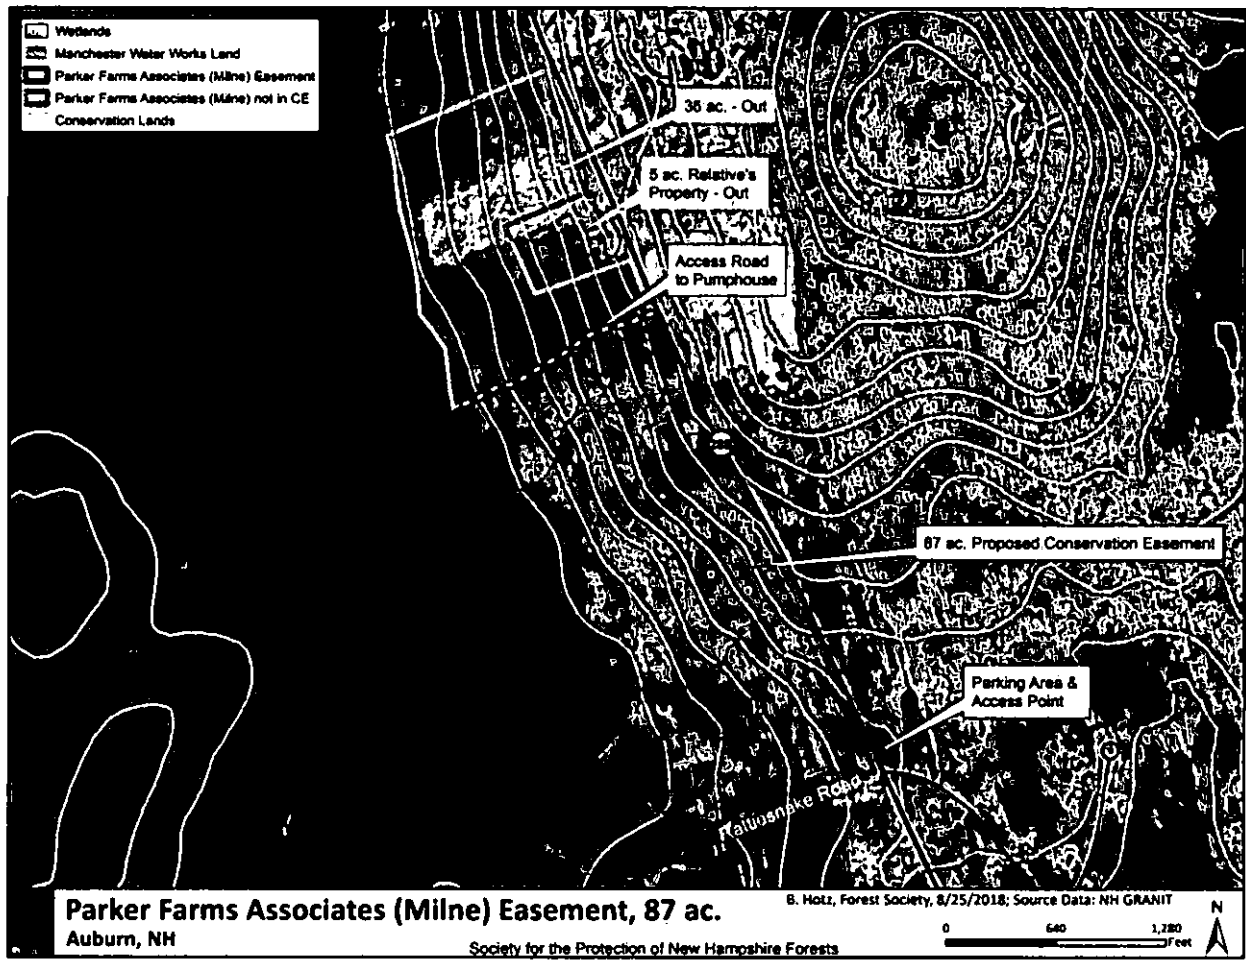 Wetlands
Manchester Water Works Land
Parker Farms Associates (Milne) Easement
Parker Farms Associates (Milne) not in CE
Conservation Lands
36 ac. - Out
5 ac. Relative's
Property - Out
Access Road
to Pumphouse
87 ac. Proposed Conservation Easement
Parking Area &
Access Point
Rattlesnake Road
Parker Farms Associates (Milne) Easement, 87 ac.
Auburn, NH
B. Hotz, Forest Society, 8/25/2018; Source Data: NH GRANIT
Society for the Protection of New Hampshire Forests
0 640 1,280
Feet
N